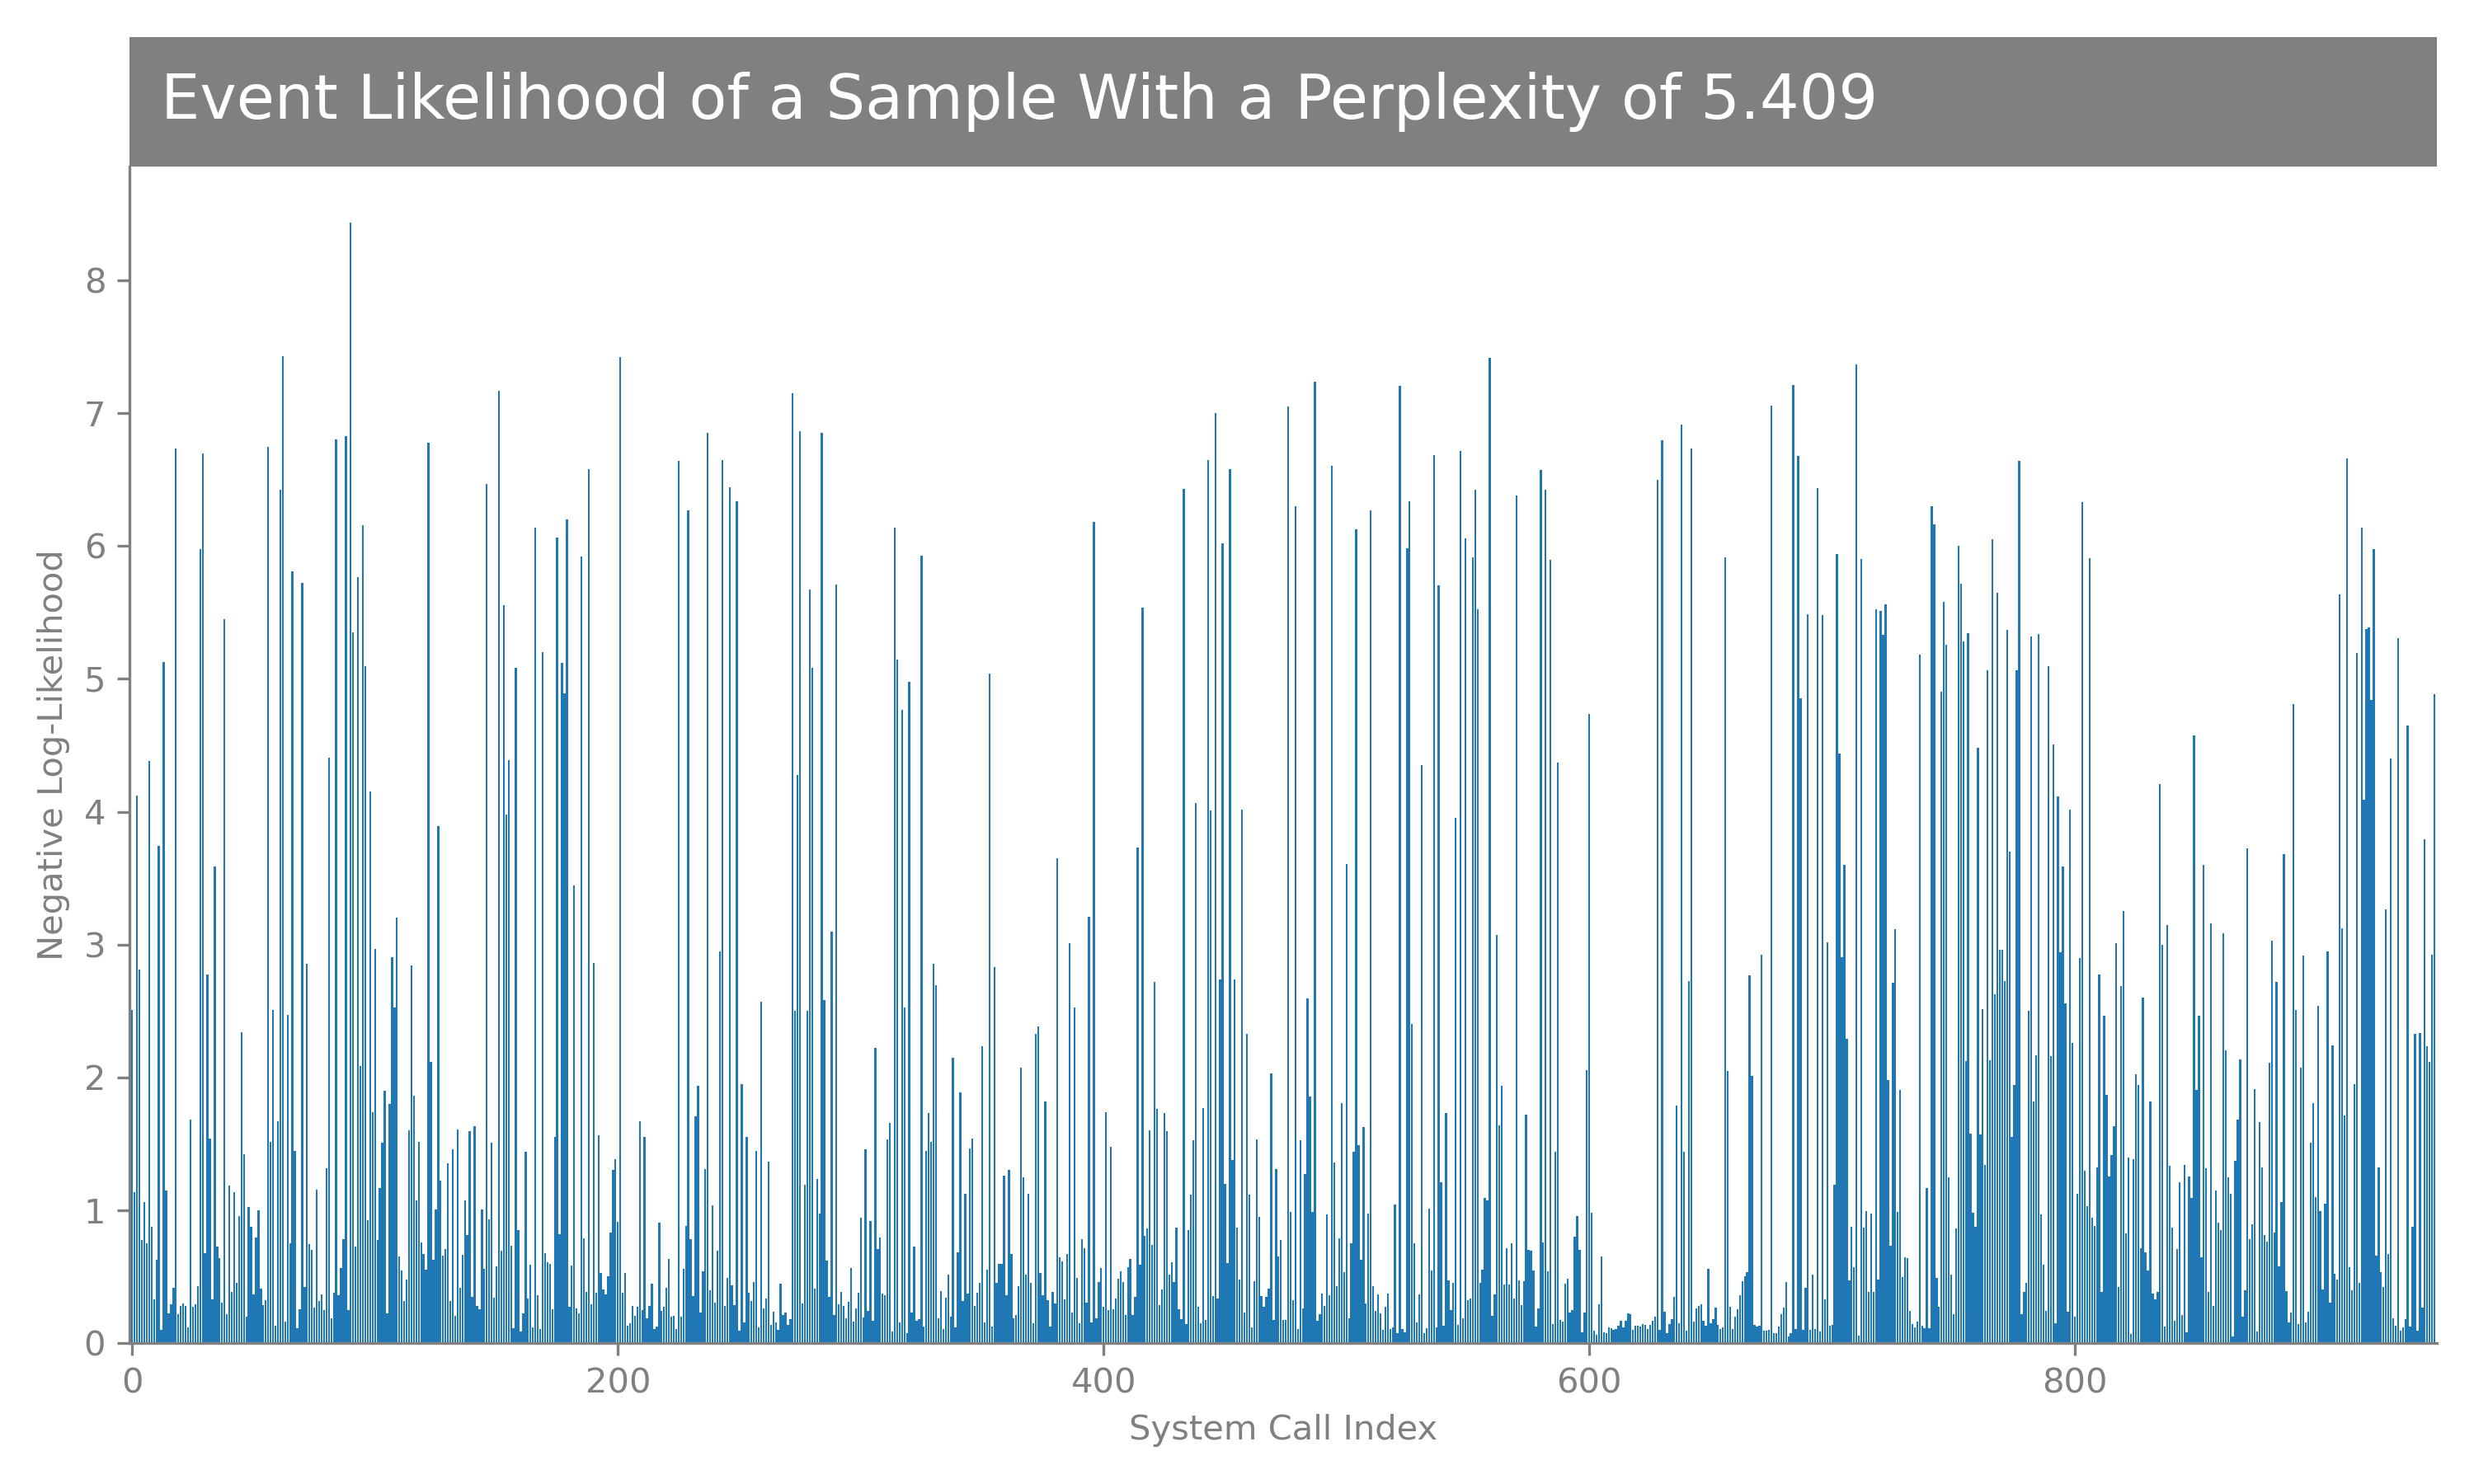 Event Likelihood of a Sample With a Perplexity of 5.409
8
7
6
5
4
3
2
1
0
Negative Log-Likelihood
0 200 400 600 800
System Call Index